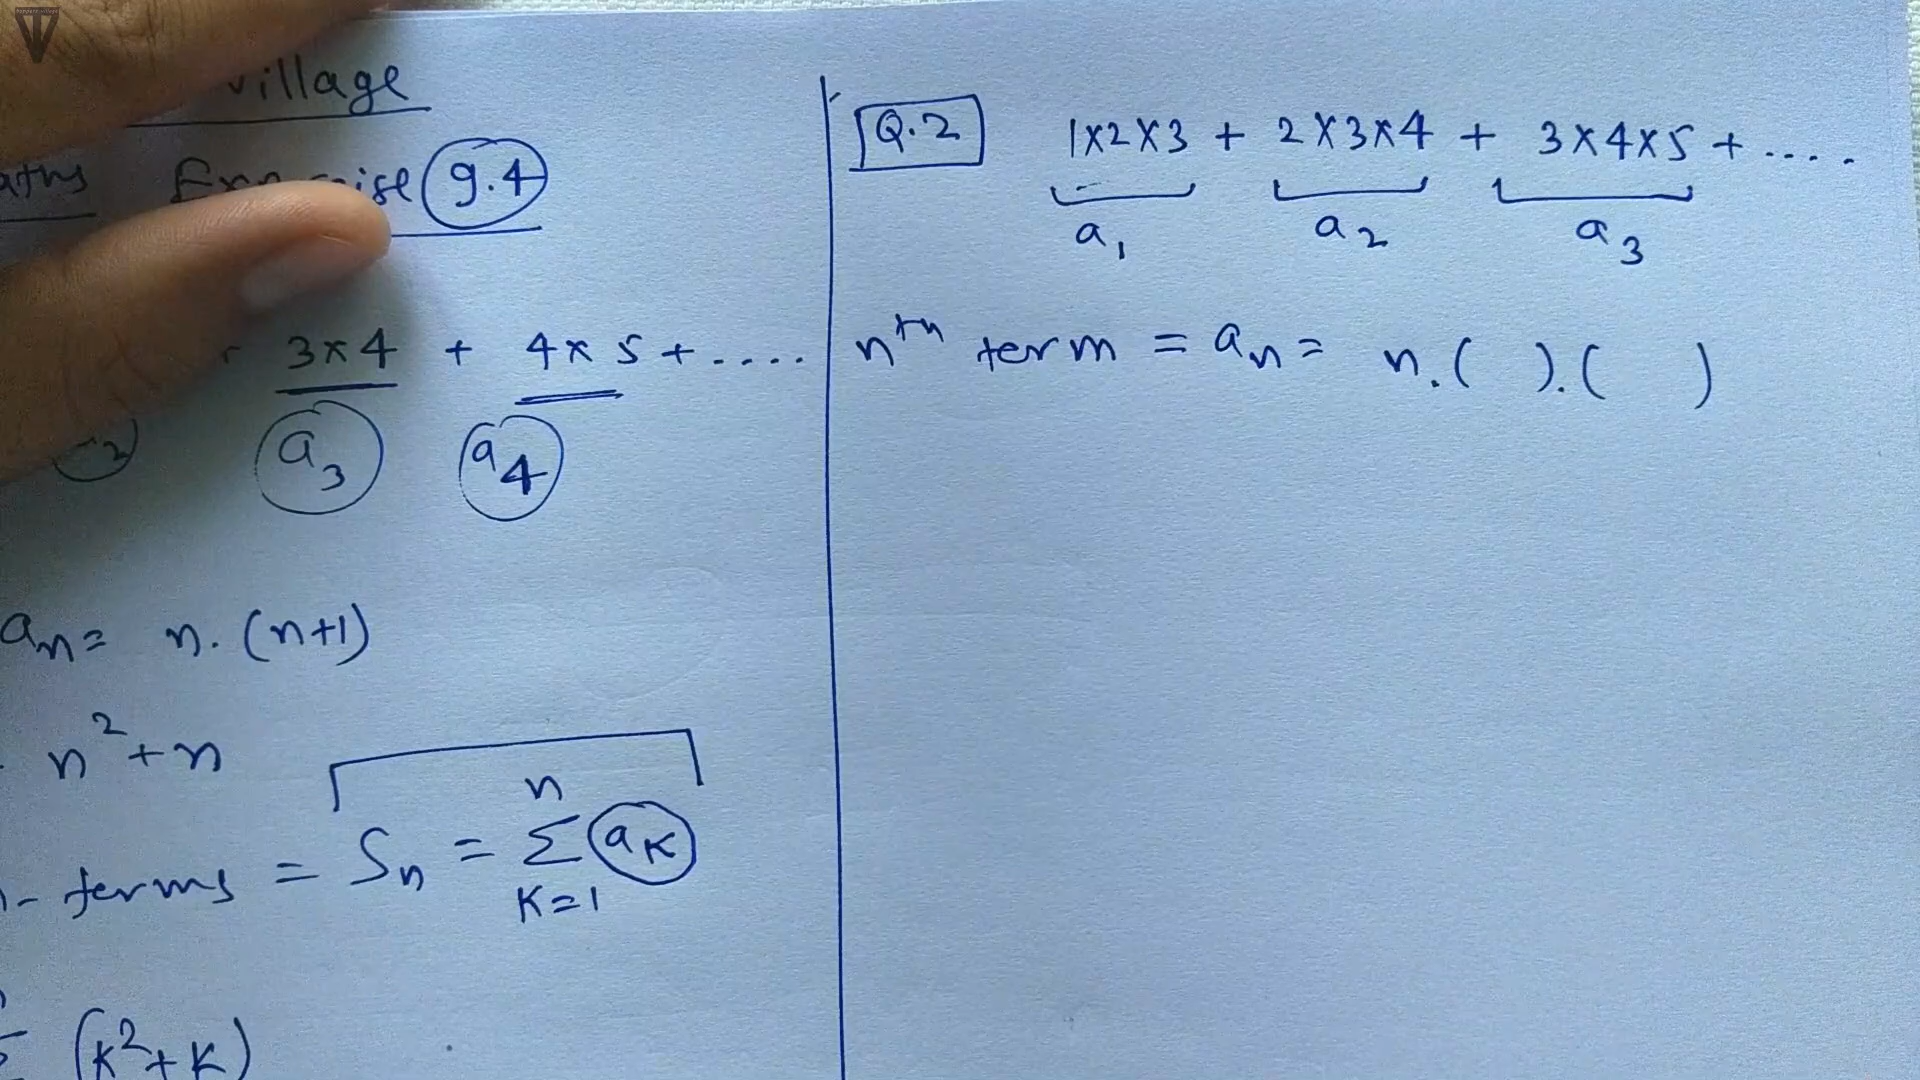 village
Exercise 9.4
3×4 + 4×5+....
a3 a4
an= n.(n+1)
n²+n
terms = Sn = n Σ K=1 aK
(K²+K)
Q.2 1×2×3 + 2×3×4 + 3×4×5+....
a1 a2 a3
nth term = an= n.( ).( )